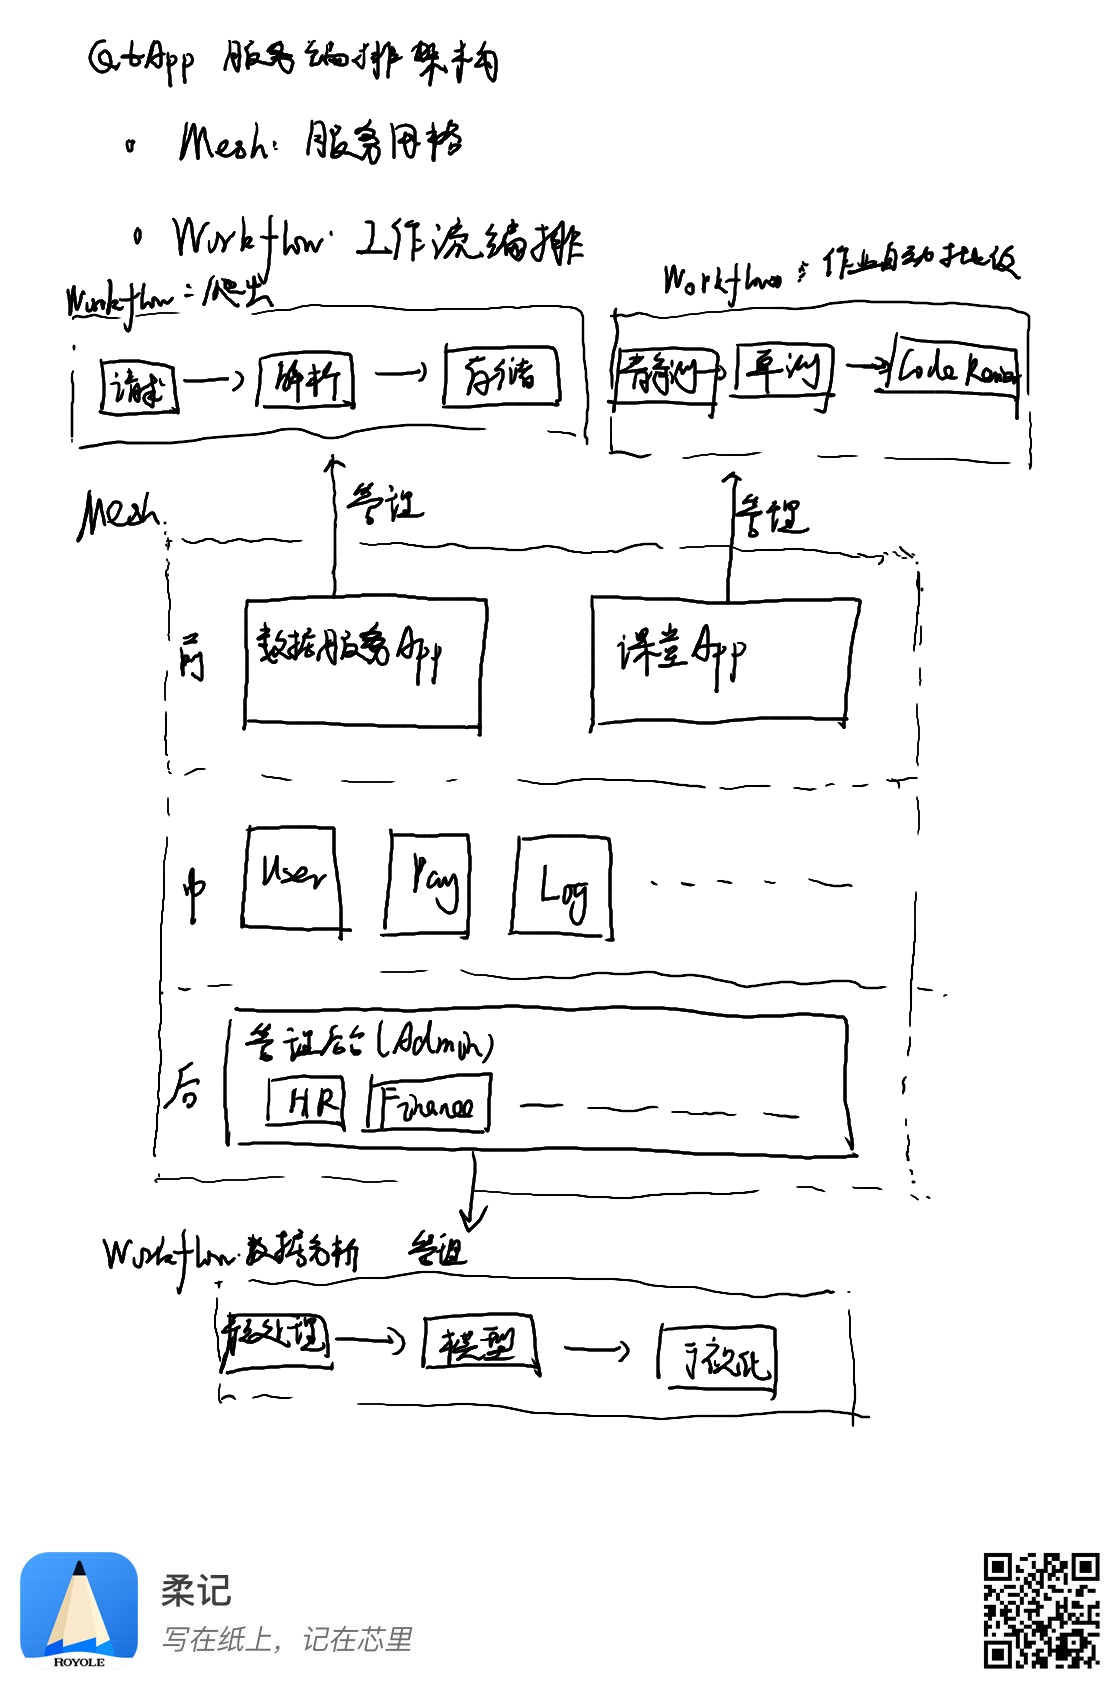 QtApp 服务编排架构
Mesh: 服务网格
Workflow: 工作流编排
Workflow: 作业自动批改
Workflow: 爬虫
请求 → 解析 → 存储
静测 → 单测 → Code Review
管理
管理
Mesh
前
数据服务App
课堂App
中
User
Pay
Log
后
管理后台(Admin)
HR
Finance
管理
Workflow: 数据分析
预处理 → 模型 → 可视化
柔记
写在纸上，记在芯里
ROYOLE